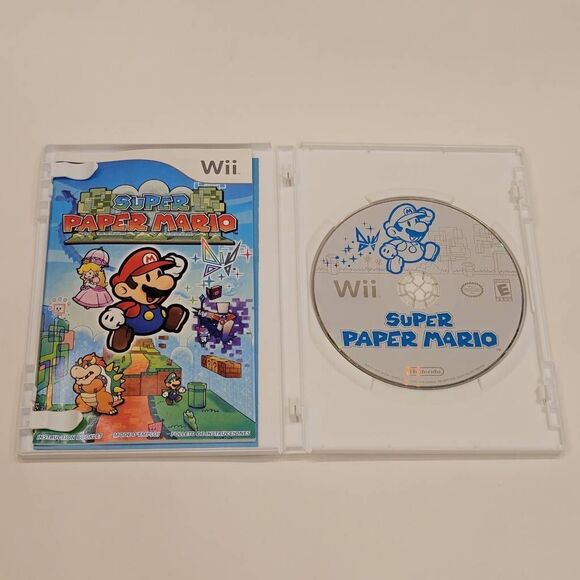 Wii
SUPER
PAPER MARIO
INSTRUCTION BOOKLET MODE D'EMPLOI FOLLETO DE INSTRUCCIONES
Wii
E
SUPER
PAPER MARIO
Nintendo